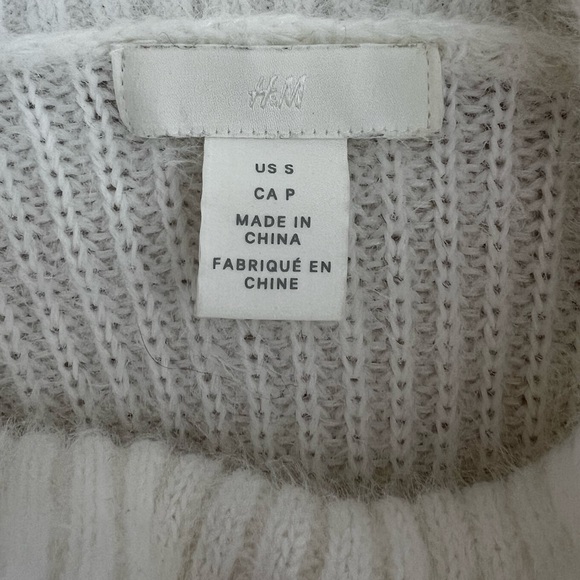 H&M
US S
CA P
MADE IN
CHINA
FABRIQUÉ EN
CHINE